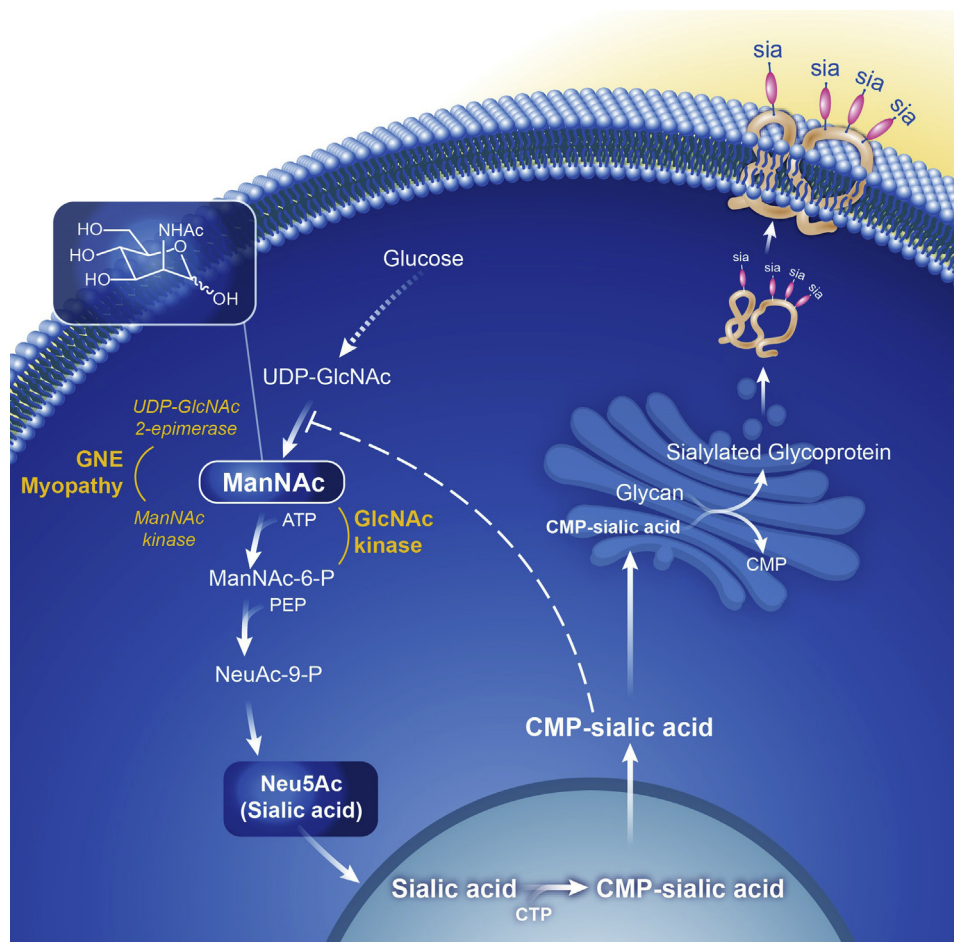 sia
sia
sia
sia
HO
NHAc
O
HO
HO
OH
Glucose
sia
sia
sia
sia
UDP-GlcNAc
UDP-GlcNAc
2-epimerase
GNE
Myopathy
ManNAc
kinase
ManNAc
ATP
GlcNAc
kinase
ManNAc-6-P
PEP
NeuAc-9-P
Neu5Ac
(Sialic acid)
Sialylated Glycoprotein
Glycan
CMP-sialic acid
CMP
CMP-sialic acid
Sialic acid
CTP
CMP-sialic acid